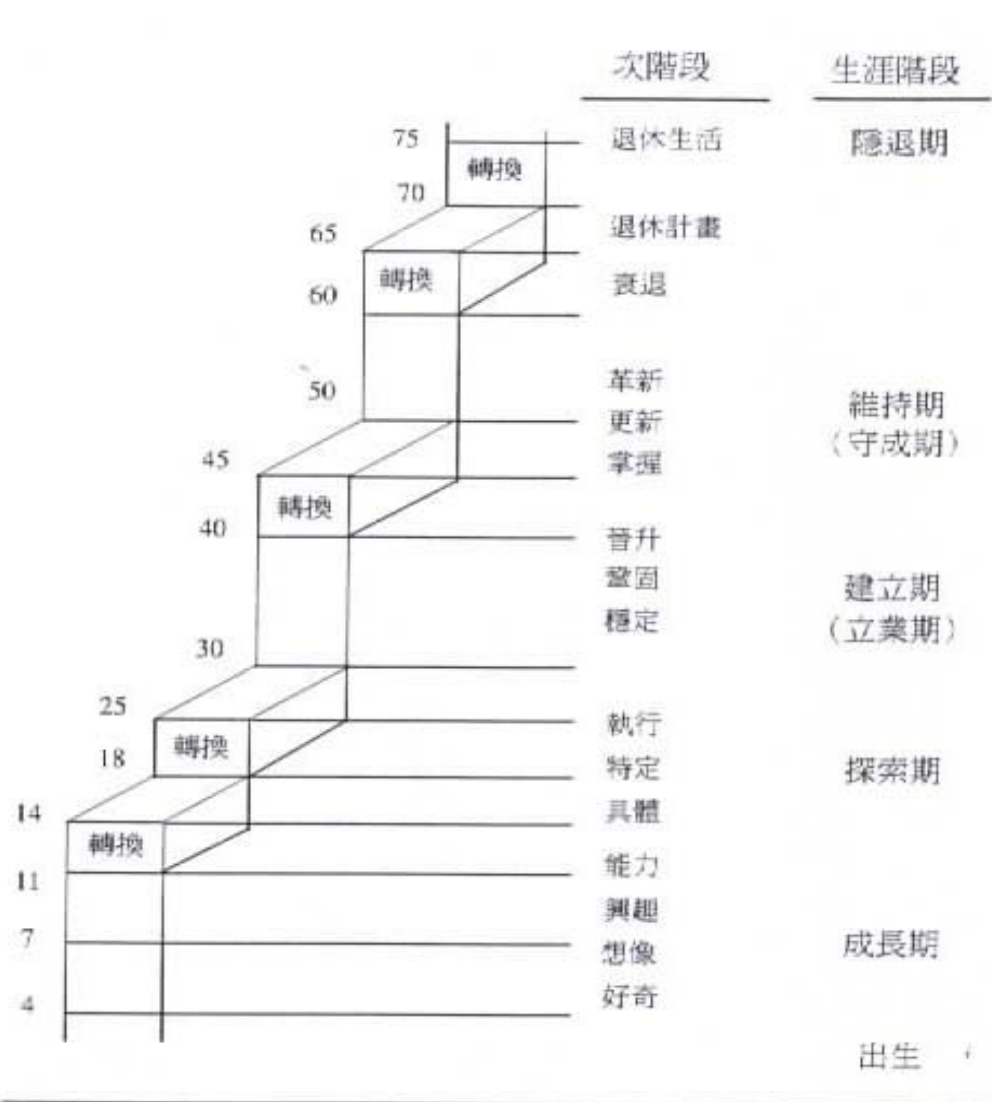 次階段 生涯階段
75 退休生活 隱退期
轉換
70
65 退休計畫
轉換
60 衰退
50 革新
更新 維持期
45 掌握 (守成期)
轉換
40 晉升
鞏固 建立期
穩定 (立業期)
30
25 執行
轉換
18 特定 探索期
14 具體
轉換
11 能力
興趣
7 想像 成長期
4 好奇
出生